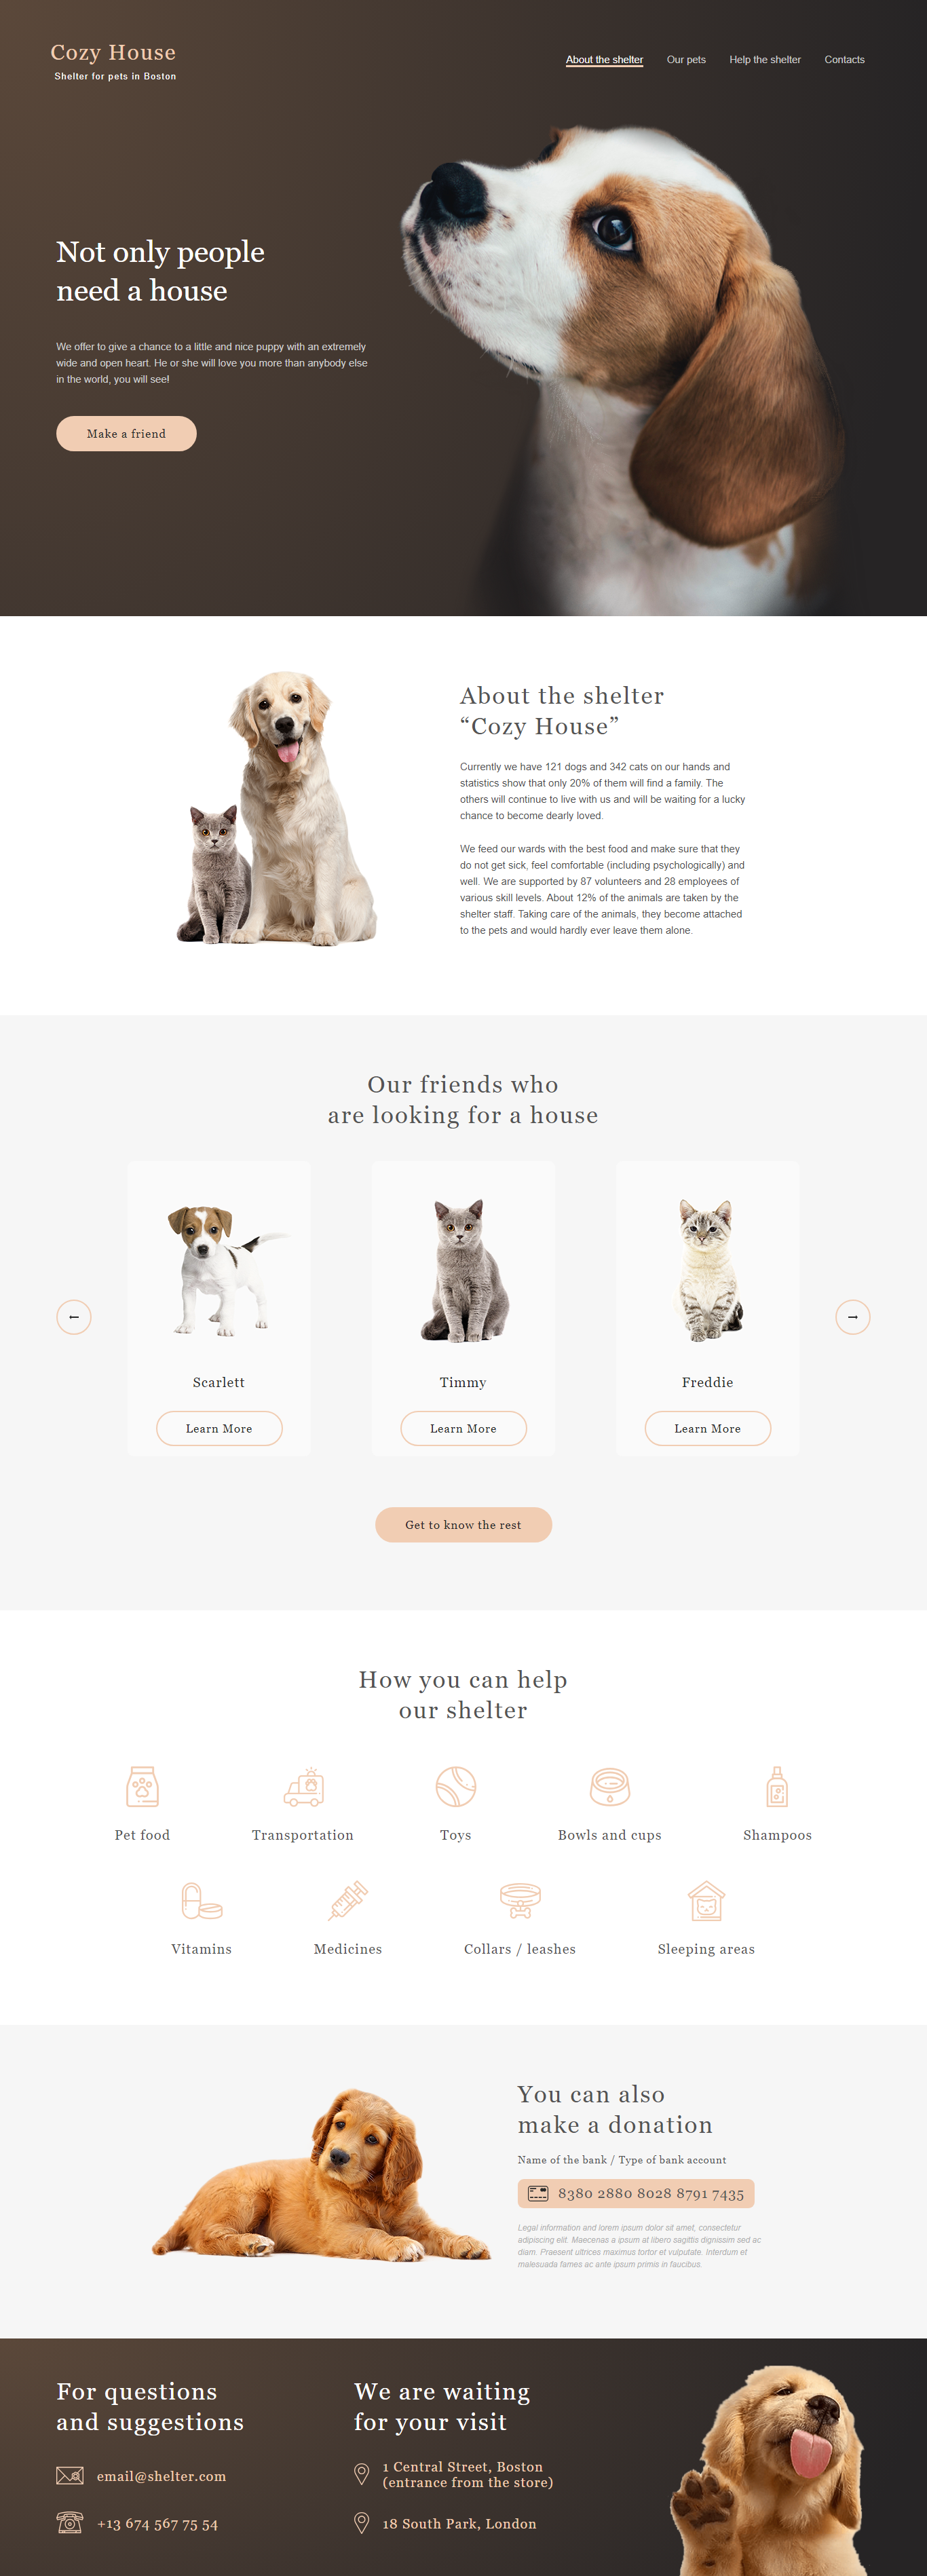 Cozy House
Shelter for pets in Boston
About the shelter
Our pets
Help the shelter
Contacts
Not only people
need a house
We offer to give a chance to a little and nice puppy with an extremely
wide and open heart. He or she will love you more than anybody else
in the world, you will see!
Make a friend
About the shelter
“Cozy House”
Currently we have 121 dogs and 342 cats on our hands and
statistics show that only 20% of them will find a family. The
others will continue to live with us and will be waiting for a lucky
chance to become dearly loved.
We feed our wards with the best food and make sure that they
do not get sick, feel comfortable (including psychologically) and
well. We are supported by 87 volunteers and 28 employees of
various skill levels. About 12% of the animals are taken by the
shelter staff. Taking care of the animals, they become attached
to the pets and would hardly ever leave them alone.
Our friends who
are looking for a house
Scarlett
Timmy
Freddie
Learn More
Learn More
Learn More
Get to know the rest
How you can help
our shelter
Pet food
Transportation
Toys
Bowls and cups
Shampoos
Vitamins
Medicines
Collars / leashes
Sleeping areas
You can also
make a donation
Name of the bank / Type of bank account
8380 2880 8028 8791 7435
Legal information and lorem ipsum dolor sit amet, consectetur
adipiscing elit. Maecenas a ipsum at libero sagittis dignissim sed ac
diam. Praesent ultrices maximus tortor et vulputate. Interdum et
malesuada fames ac ante ipsum primis in faucibus.
For questions
and suggestions
email@shelter.com
+13 674 567 75 54
We are waiting
for your visit
1 Central Street, Boston
(entrance from the store)
18 South Park, London